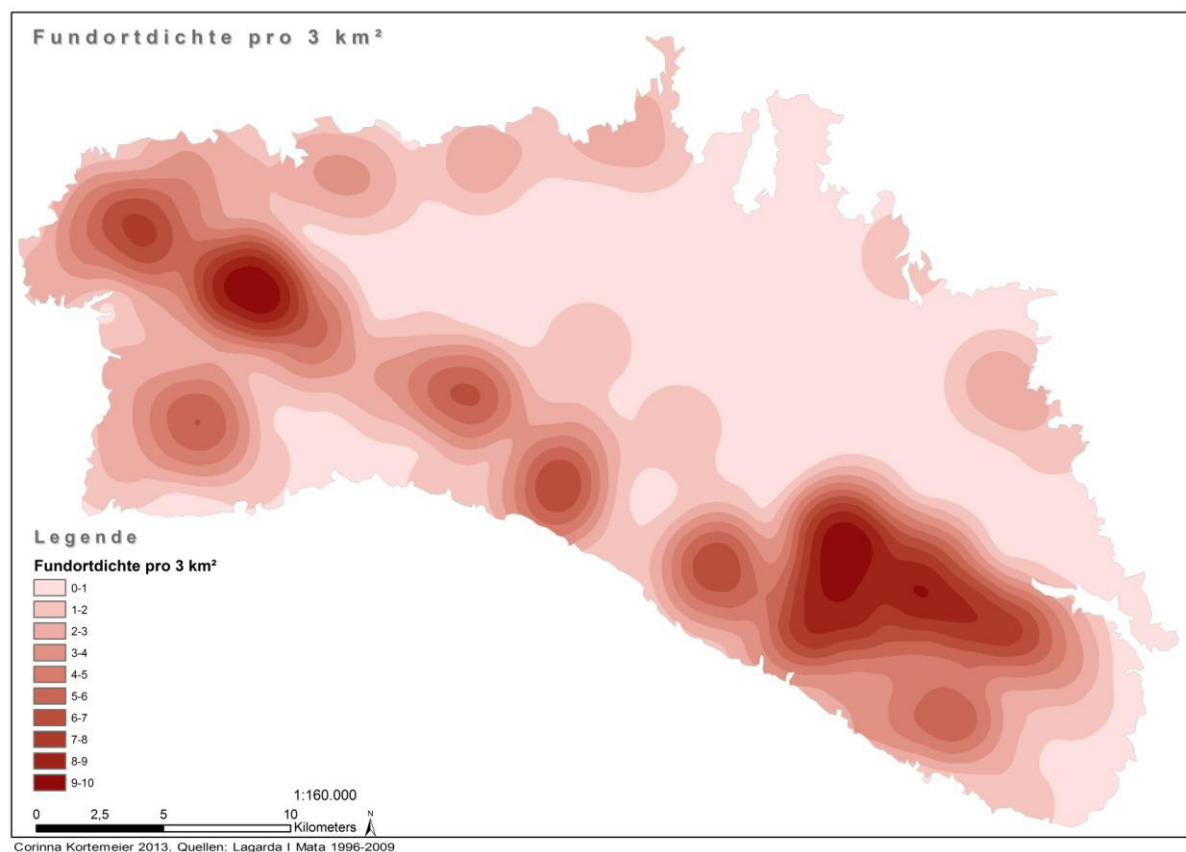 Fundortdichte pro 3 km²
Legende
Fundortdichte pro 3 km²
0-1
1-2
2-3
3-4
4-5
5-6
6-7
7-8
8-9
9-10
1:160.000
0 2,5 5 10
Kilometers
N
Corinna Kortemeier 2013. Quellen: Lagarda I Mata 1996-2009